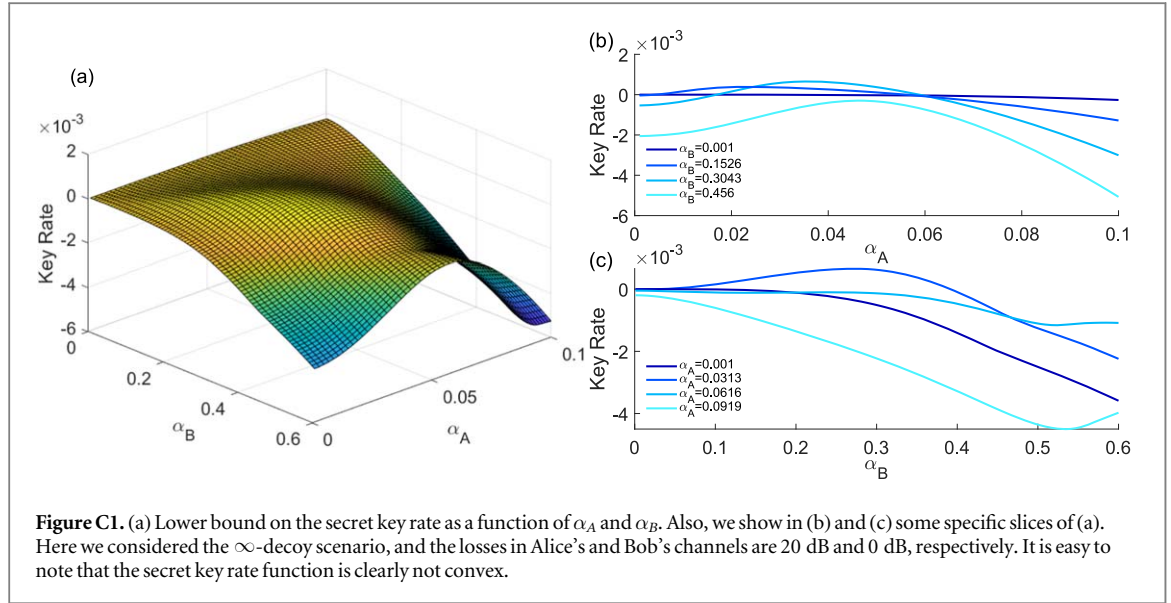 (a)
×10⁻³
2
0
-2
-4
-6
Key Rate
0
0.2
0.4
0.6
α_B
0
0.05
0.1
α_A
(b)
×10⁻³
2
0
-2
-4
-6
Key Rate
α_B=0.001
α_B=0.1526
α_B=0.3043
α_B=0.456
0 0.02 0.04 0.06 0.08 0.1
α_A
(c)
×10⁻³
0
-2
-4
Key Rate
α_A=0.001
α_A=0.0313
α_A=0.0616
α_A=0.0919
0 0.1 0.2 0.3 0.4 0.5 0.6
α_B
Figure C1. (a) Lower bound on the secret key rate as a function of α_A and α_B. Also, we show in (b) and (c) some specific slices of (a).
Here we considered the ∞-decoy scenario, and the losses in Alice's and Bob's channels are 20 dB and 0 dB, respectively. It is easy to
note that the secret key rate function is clearly not convex.